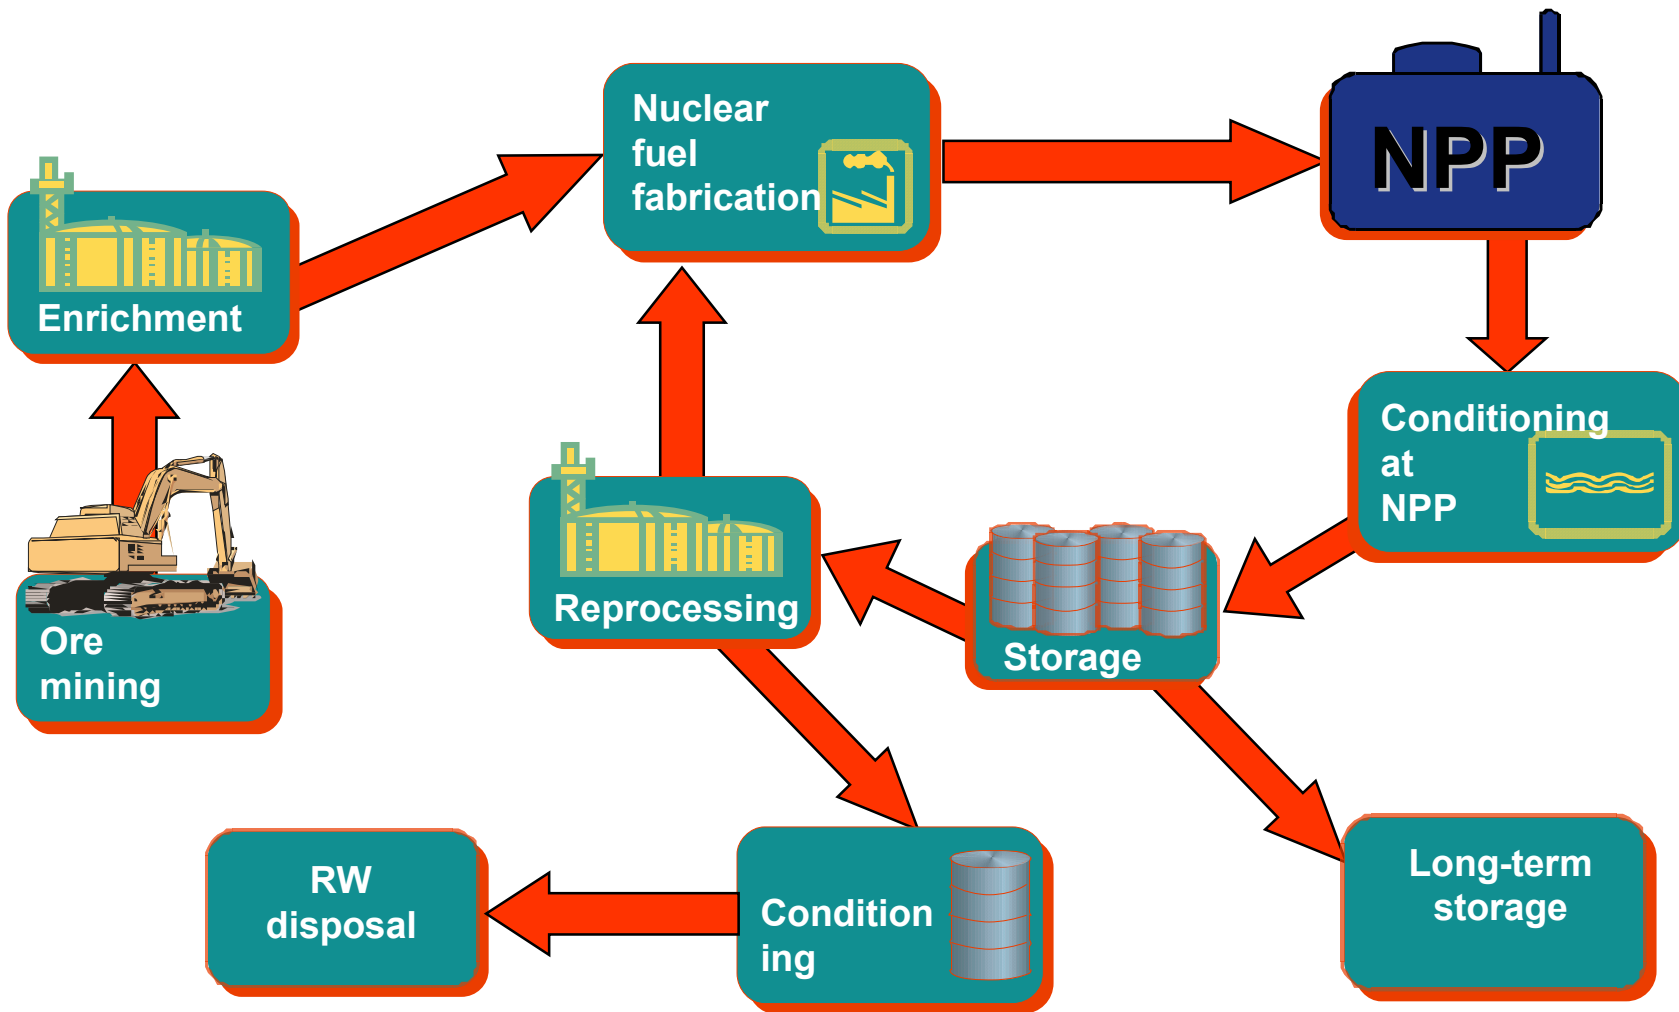 Nuclear
fuel
fabrication
NPP
Enrichment
Conditioning
at
NPP
Reprocessing
Storage
Ore
mining
RW
disposal
Condition
ing
Long-term
storage